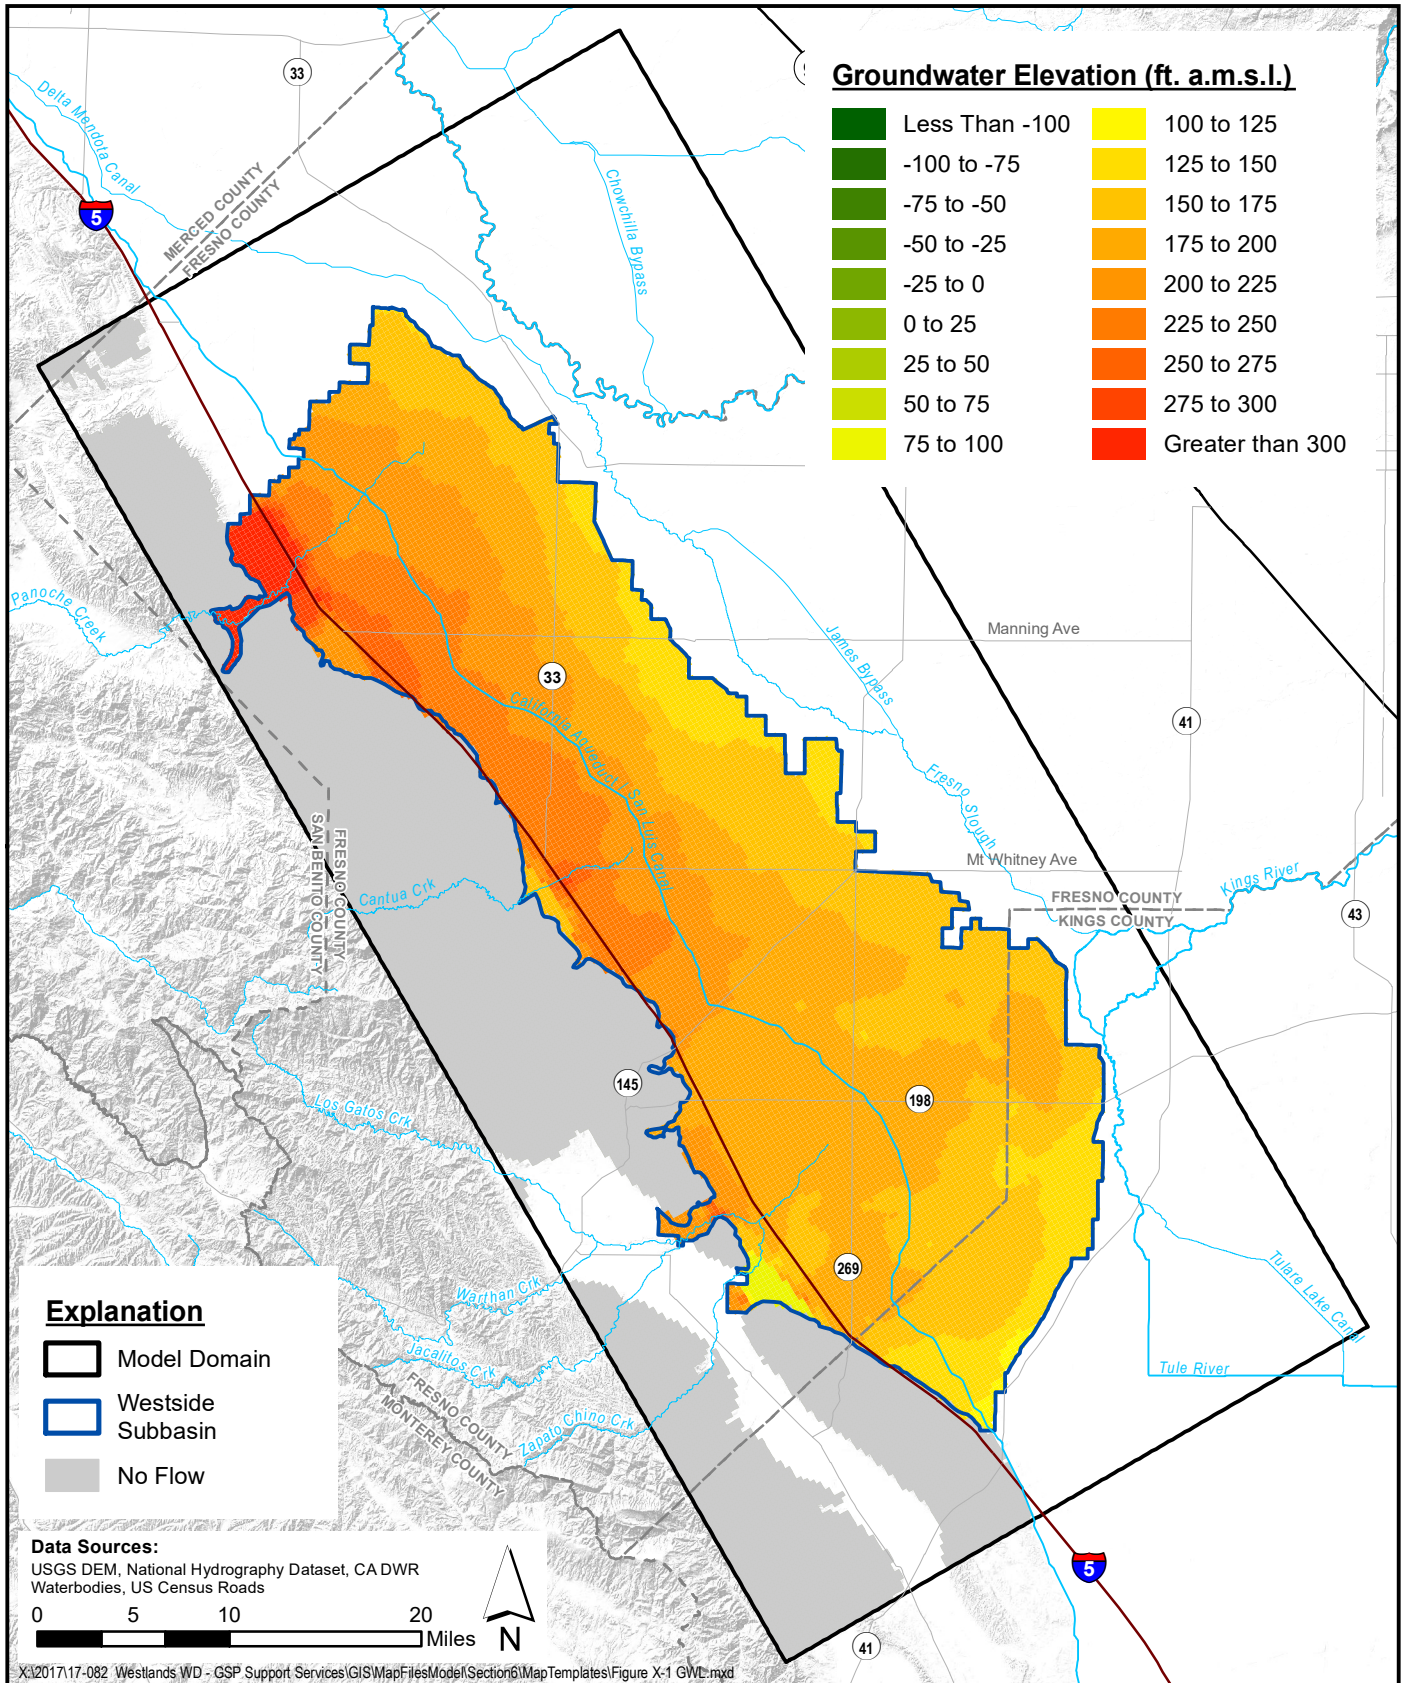 33
Delta Mendota Canal
MERCED COUNTY
FRESNO COUNTY
5
Chowchilla Bypass
Groundwater Elevation (ft. a.m.s.l.)
Less Than -100
-100 to -75
-75 to -50
-50 to -25
-25 to 0
0 to 25
25 to 50
50 to 75
75 to 100
100 to 125
125 to 150
150 to 175
175 to 200
200 to 225
225 to 250
250 to 275
275 to 300
Greater than 300
Panoche Creek
Manning Ave
James Bypass
33
California Aqueduct / San Luis Canal
41
Fresno Slough
SAN BENITO COUNTY
FRESNO COUNTY
Mt Whitney Ave
Cantua Crk
Kings River
FRESNO COUNTY
KINGS COUNTY
43
145
198
Los Gatos Crk
269
Tulare Lake Canal
Warthan Crk
Jacalitos Crk
Tule River
FRESNO COUNTY
MONTEREY COUNTY
Zapato Chino Crk
Explanation
Model Domain
Westside
Subbasin
No Flow
Data Sources:
USGS DEM, National Hydrography Dataset, CA DWR
Waterbodies, US Census Roads
0 5 10 20
Miles
N
5
41
X:\2017\17-082 Westlands WD - GSP Support Services\GIS\MapFilesModel\Section6\MapTemplates\Figure X-1 GWL.mxd